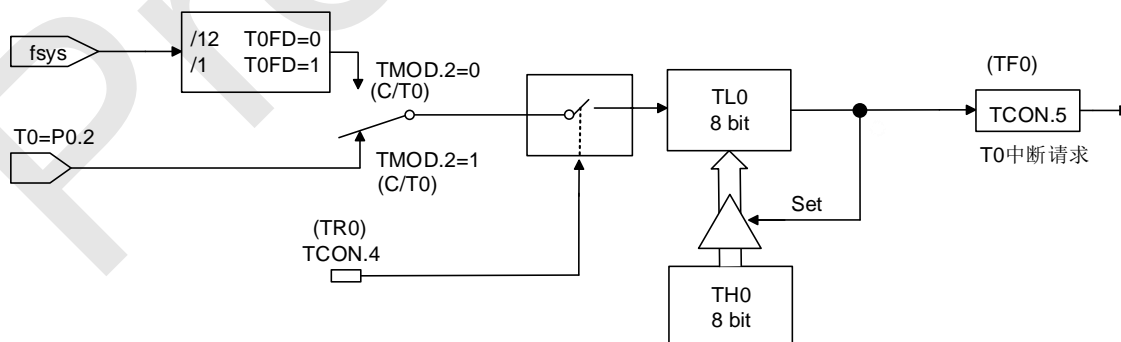 fsys
/12 T0FD=0
/1 T0FD=1
TMOD.2=0
(C/T0)
T0=P0.2
TMOD.2=1
(C/T0)
(TR0)
TCON.4
TL0
8 bit
Set
TH0
8 bit
(TF0)
TCON.5
T0中断请求
Pre